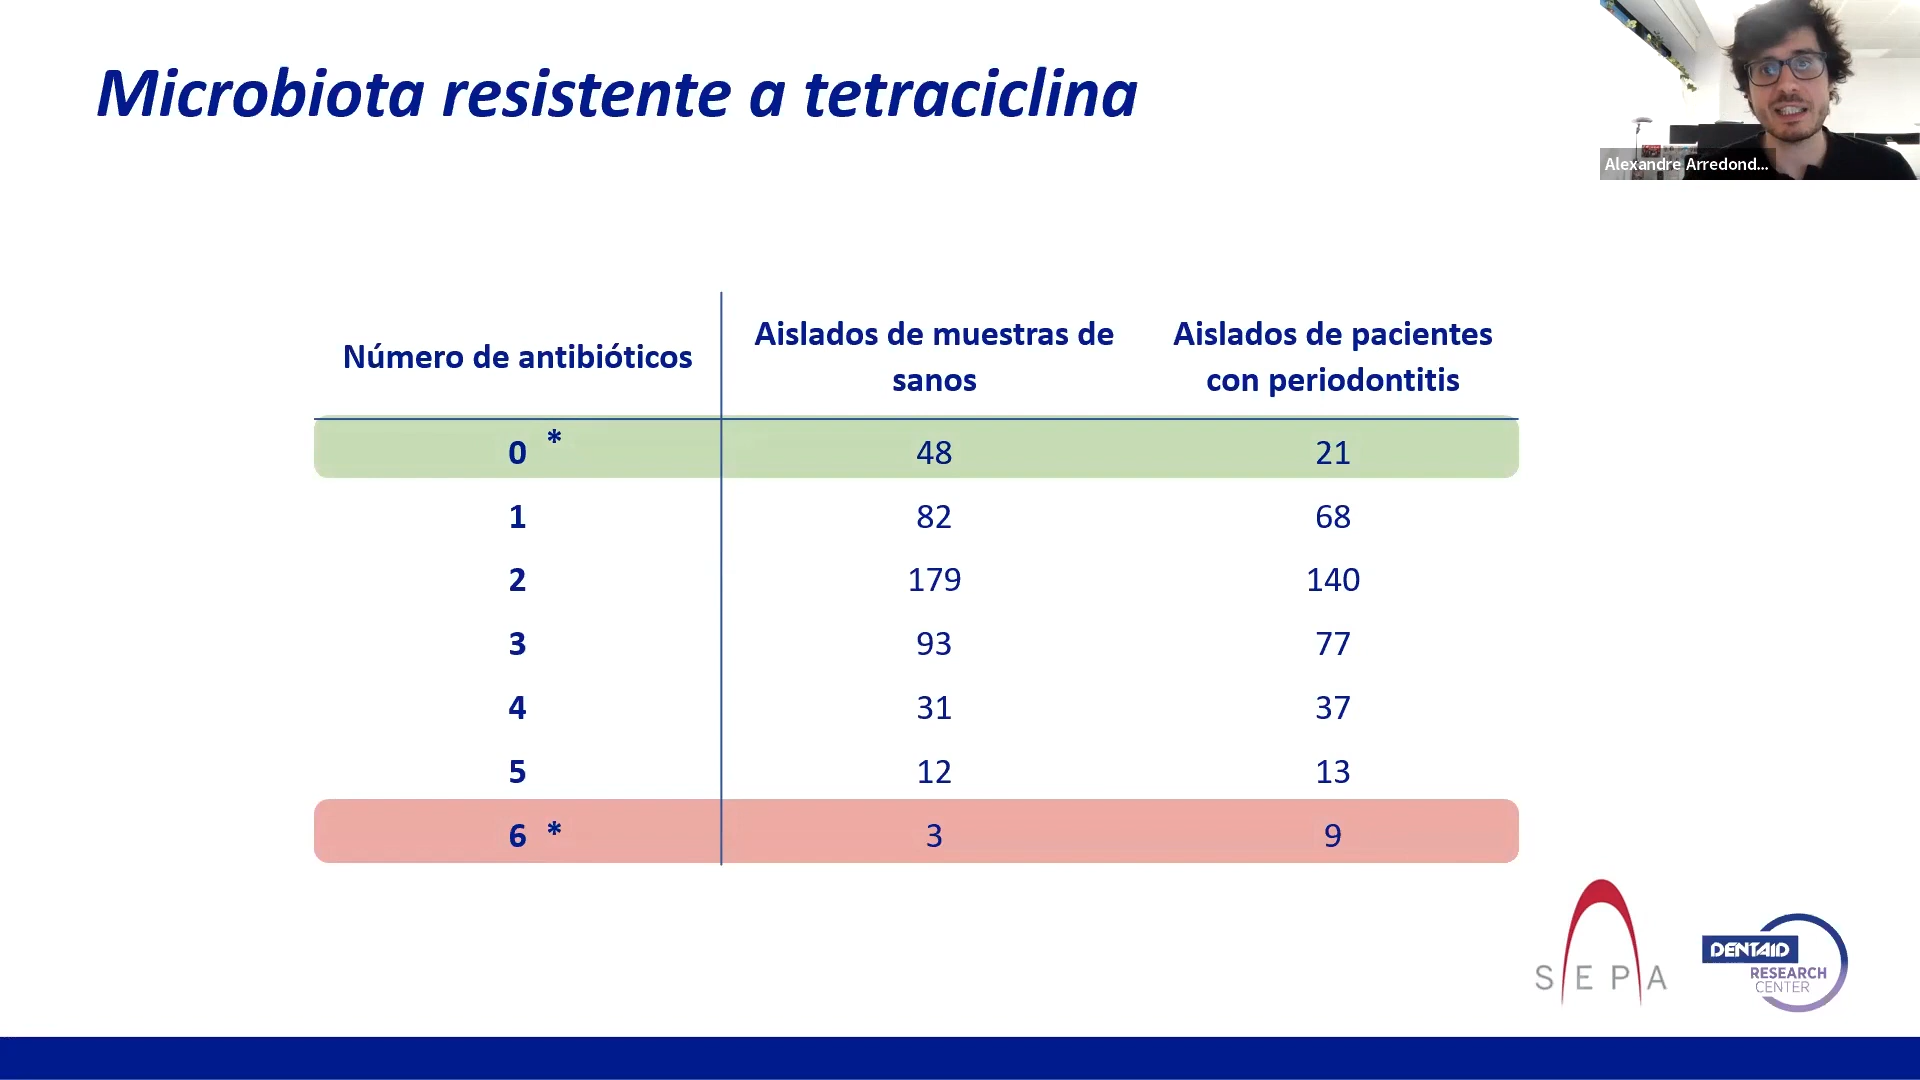 Microbiota resistente a tetraciclina
Alexandre Arredond...
Número de antibióticos
Aislados de muestras de
sanos
Aislados de pacientes
con periodontitis
0 * 48 21
1 82 68
2 179 140
3 93 77
4 31 37
5 12 13
6 * 3 9
SEPA
DENTAID
RESEARCH
CENTER